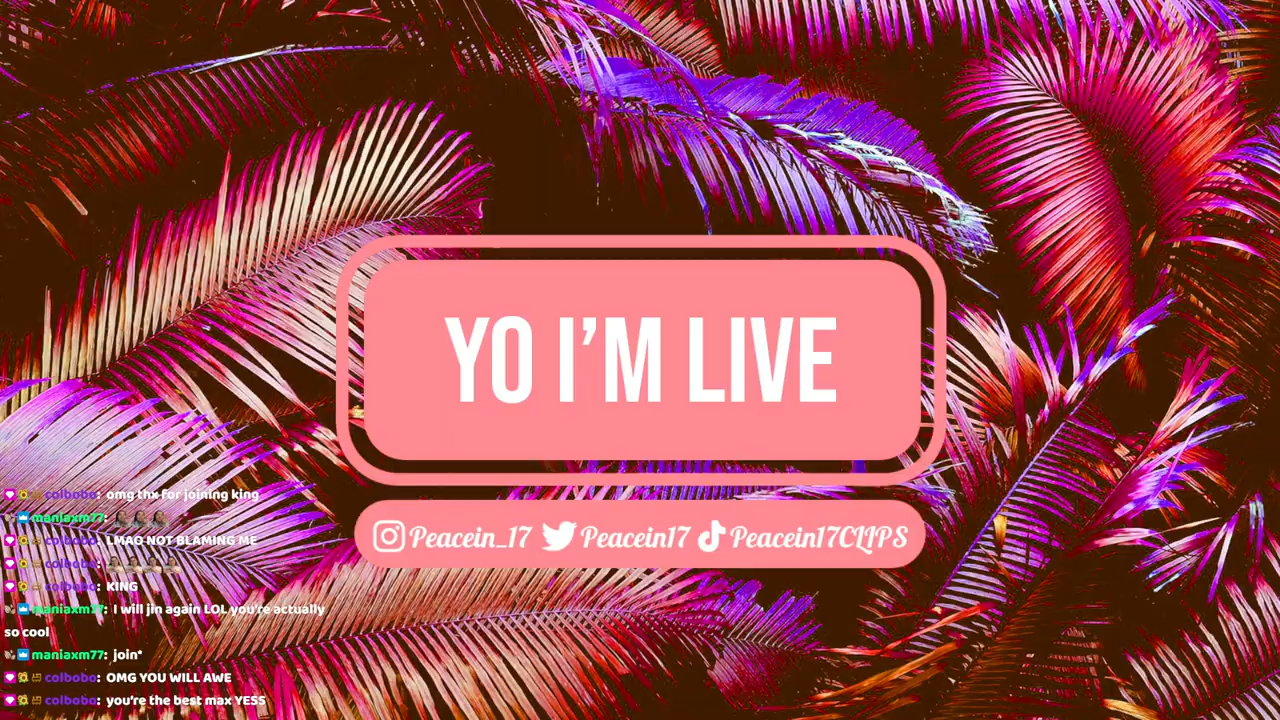 YO I’M LIVE
Peacein_17 Peacein17 Peacein17CLIPS
colbobo: omg thx for joining king
maniaxm77:
colbobo: LMAO NOT BLAMING ME
colbobo:
colbobo: KING
maniaxm77: I will jin again LOL you're actually
so cool
maniaxm77: join*
colbobo: OMG YOU WILL AWE
colbobo: you're the best max YESS